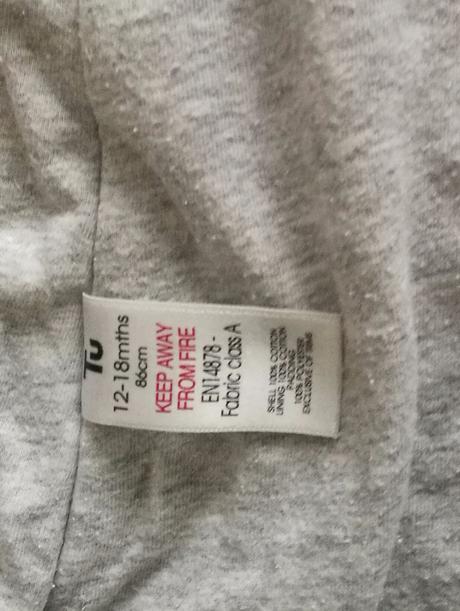 TU
12-18mths
86cm
KEEP AWAY
FROM FIRE
EN14878 -
Fabric class A
SHELL 100% COTTON
LINING 100% COTTON
PADDING
100% POLYESTER
EXCLUSIVE OF TRIMS